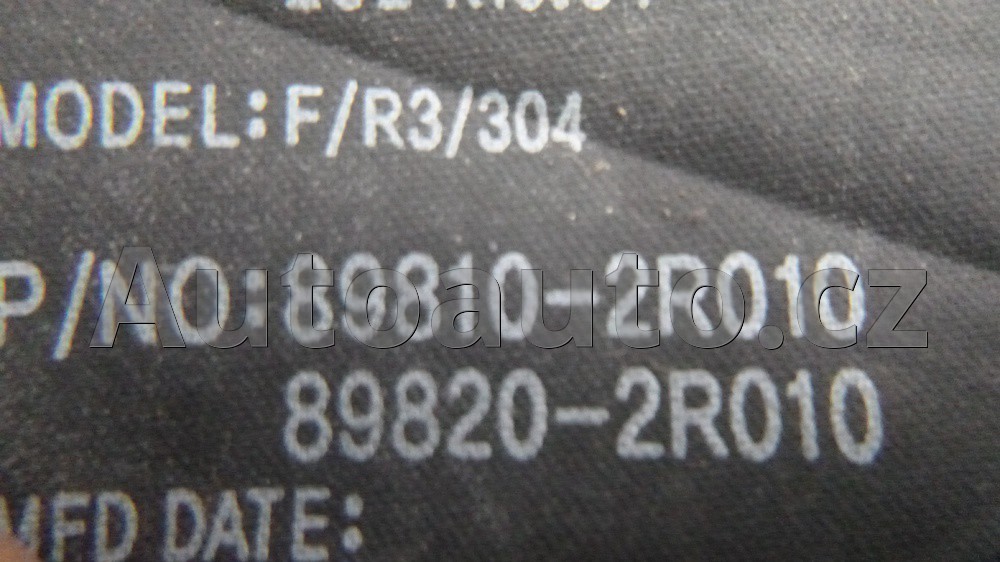 MODEL: F/R3/304
P/NO: 89810-2R010
89820-2R010
MFD DATE:
Autoauto.cz